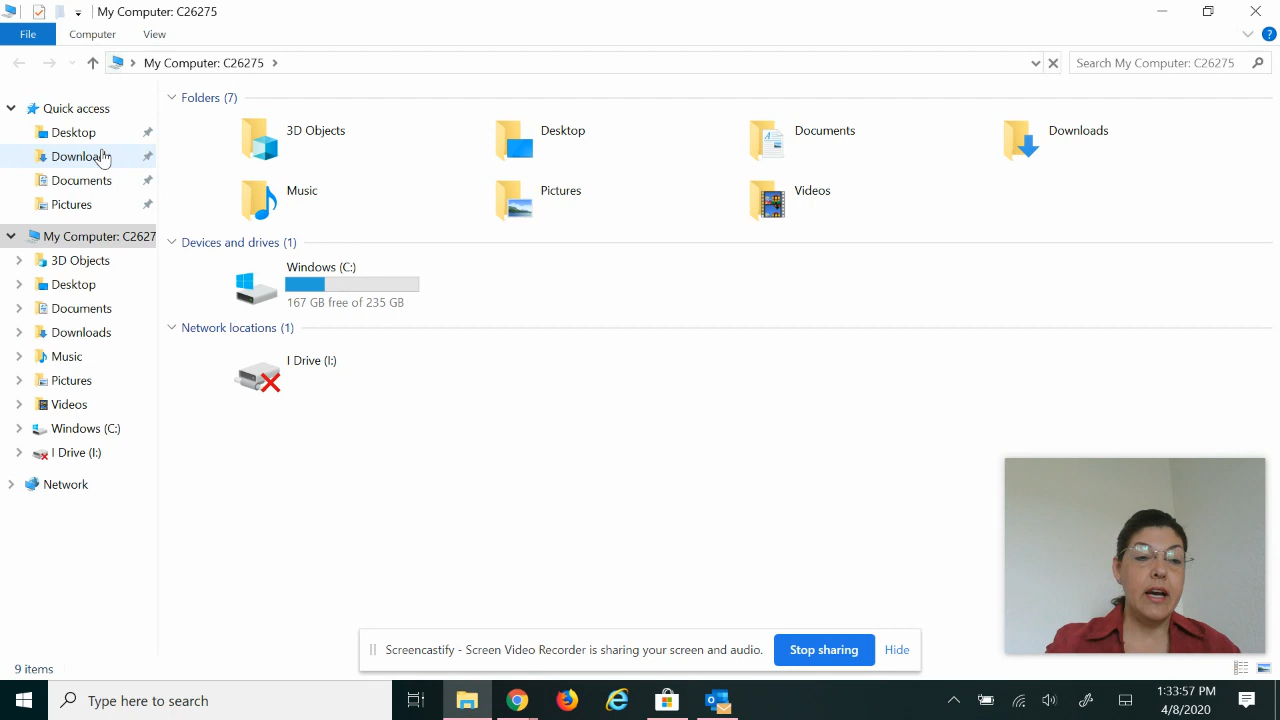 My Computer: C26275
File
Computer
View
My Computer: C26275
Search My Computer: C26275
Quick access
Desktop
Documents
Pictures
My Computer: C2627
3D Objects
Desktop
Documents
Downloads
Music
Pictures
Videos
Windows (C:)
I Drive (I:)
Network
Folders (7)
3D Objects
Desktop
Documents
Downloads
Music
Pictures
Videos
Devices and drives (1)
Windows (C:)
167 GB free of 235 GB
Network locations (1)
I Drive (I:)
Screencastify - Screen Video Recorder is sharing your screen and audio.
Stop sharing
Hide
9 items
Type here to search
1:33:57 PM
4/8/2020